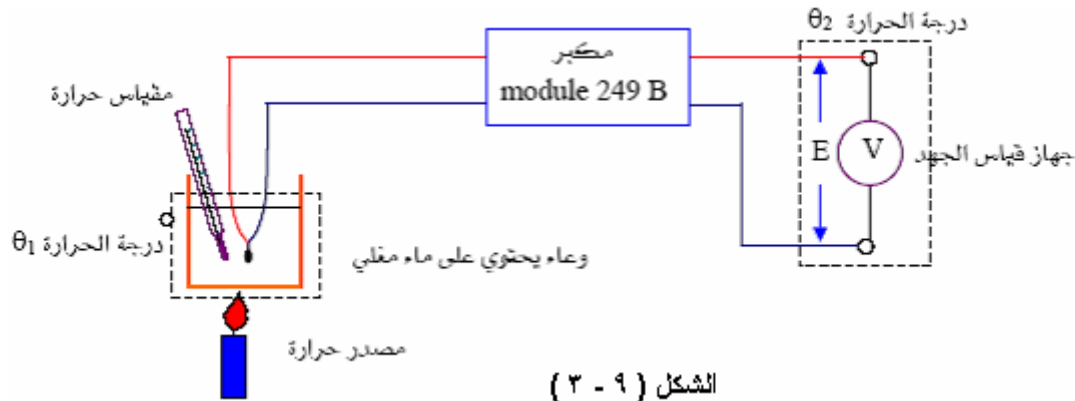 درجة الحرارة θ2
مكبر
module 249 B
مقياس حرارة
E
V
جهاز قياس الجهد
درجة الحرارة θ1
وعاء يحتوي على ماء مغلي
مصدر حرارة
الشكل ( ٩ - ٣ )